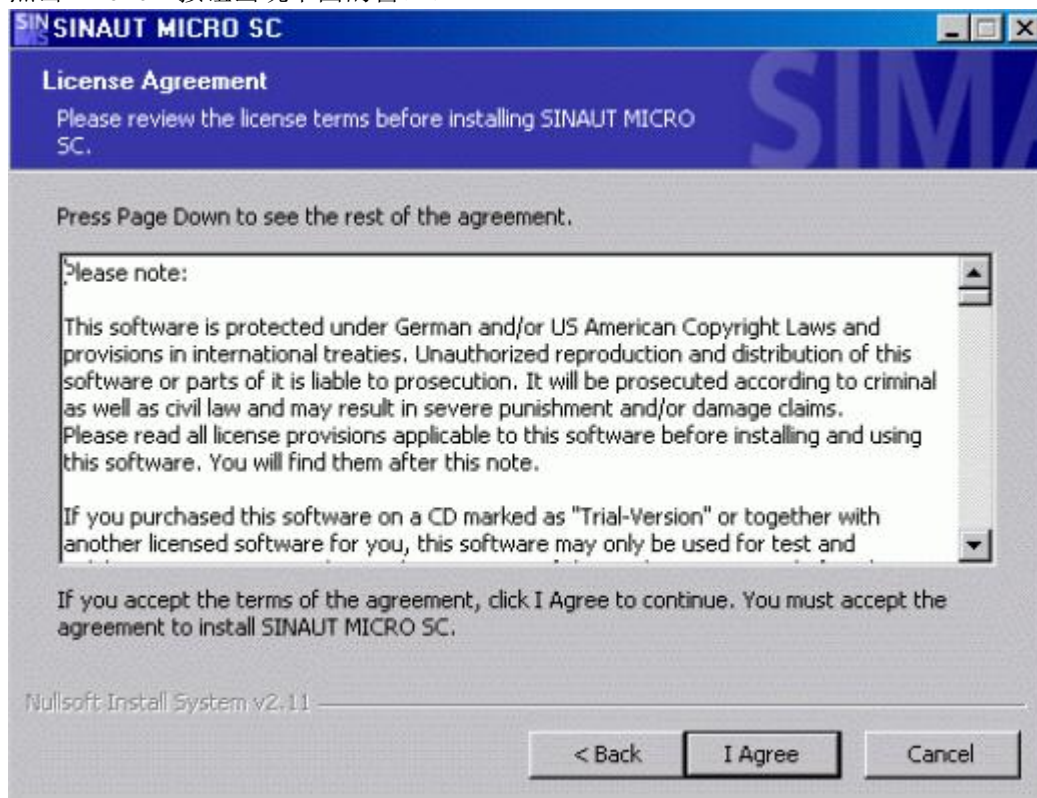 SINAUT MICRO SC
License Agreement
Please review the license terms before installing SINAUT MICRO
SC.
SIMA
Press Page Down to see the rest of the agreement.
Please note:
This software is protected under German and/or US American Copyright Laws and
provisions in international treaties. Unauthorized reproduction and distribution of this
software or parts of it is liable to prosecution. It will be prosecuted according to criminal
as well as civil law and may result in severe punishment and/or damage claims.
Please read all license provisions applicable to this software before installing and using
this software. You will find them after this note.
If you purchased this software on a CD marked as "Trial-Version" or together with
another licensed software for you, this software may only be used for test and
If you accept the terms of the agreement, click I Agree to continue. You must accept the
agreement to install SINAUT MICRO SC.
Nullsoft Install System v2.11
< Back I Agree Cancel